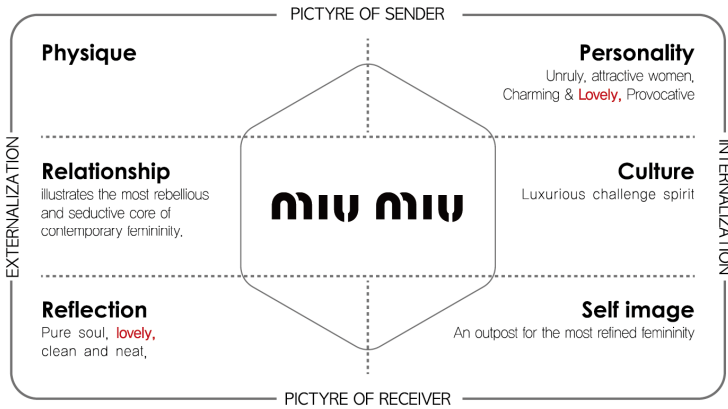 PICTYRE OF SENDER
Physique
Personality
Unruly, attractive women,
Charming & Lovely, Provocative
EXTERNALIZATION
INTERNALIZATION
Relationship
illustrates the most rebellious
and seductive core of
contemporary femininity,
miu miu
Culture
Luxurious challenge spirit
Reflection
Pure soul, lovely,
clean and neat,
Self image
An outpost for the most refined femininity
PICTYRE OF RECEIVER